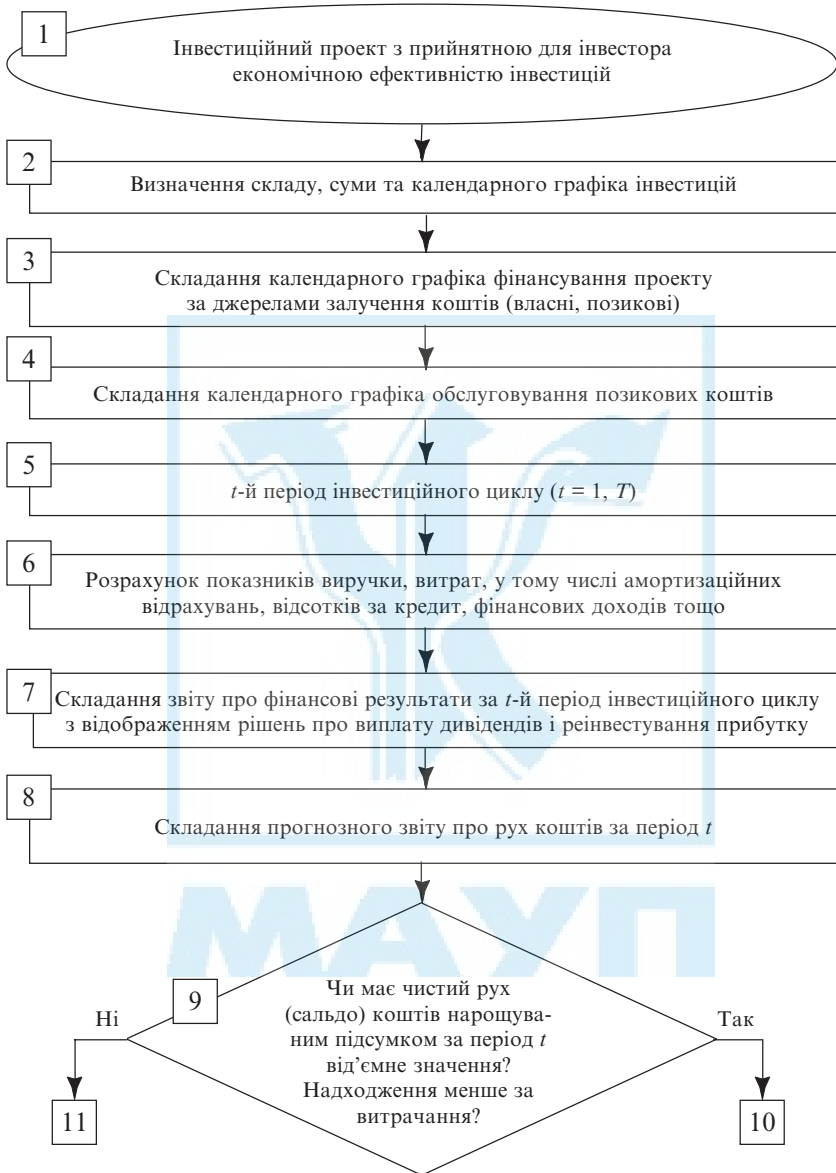 1
Інвестиційний проект з прийнятною для інвестора
економічною ефективністю інвестицій
2
Визначення складу, суми та календарного графіка інвестицій
3
Складання календарного графіка фінансування проекту
за джерелами залучення коштів (власні, позикові)
4
Складання календарного графіка обслуговування позикових коштів
5
t-й період інвестиційного циклу (t = 1, T)
6
Розрахунок показників виручки, витрат, у тому числі амортизаційних
відрахувань, відсотків за кредит, фінансових доходів тощо
7
Складання звіту про фінансові результати за t-й період інвестиційного циклу
з відображенням рішень про виплату дивідендів і реінвестування прибутку
8
Складання прогнозного звіту про рух коштів за період t
МАУП
9
Чи має чистий рух
(сальдо) коштів нарощува-
ним підсумком за період t
від’ємне значення?
Надходження менше за
витрачання?
Ні
Так
11
10